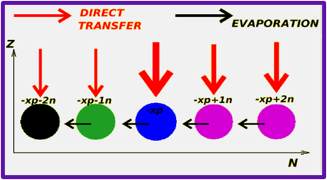 DIRECT
TRANSFER
EVAPORATION
Z
-xp-2n -xp-1n -xp -xp+1n -xp+2n
N